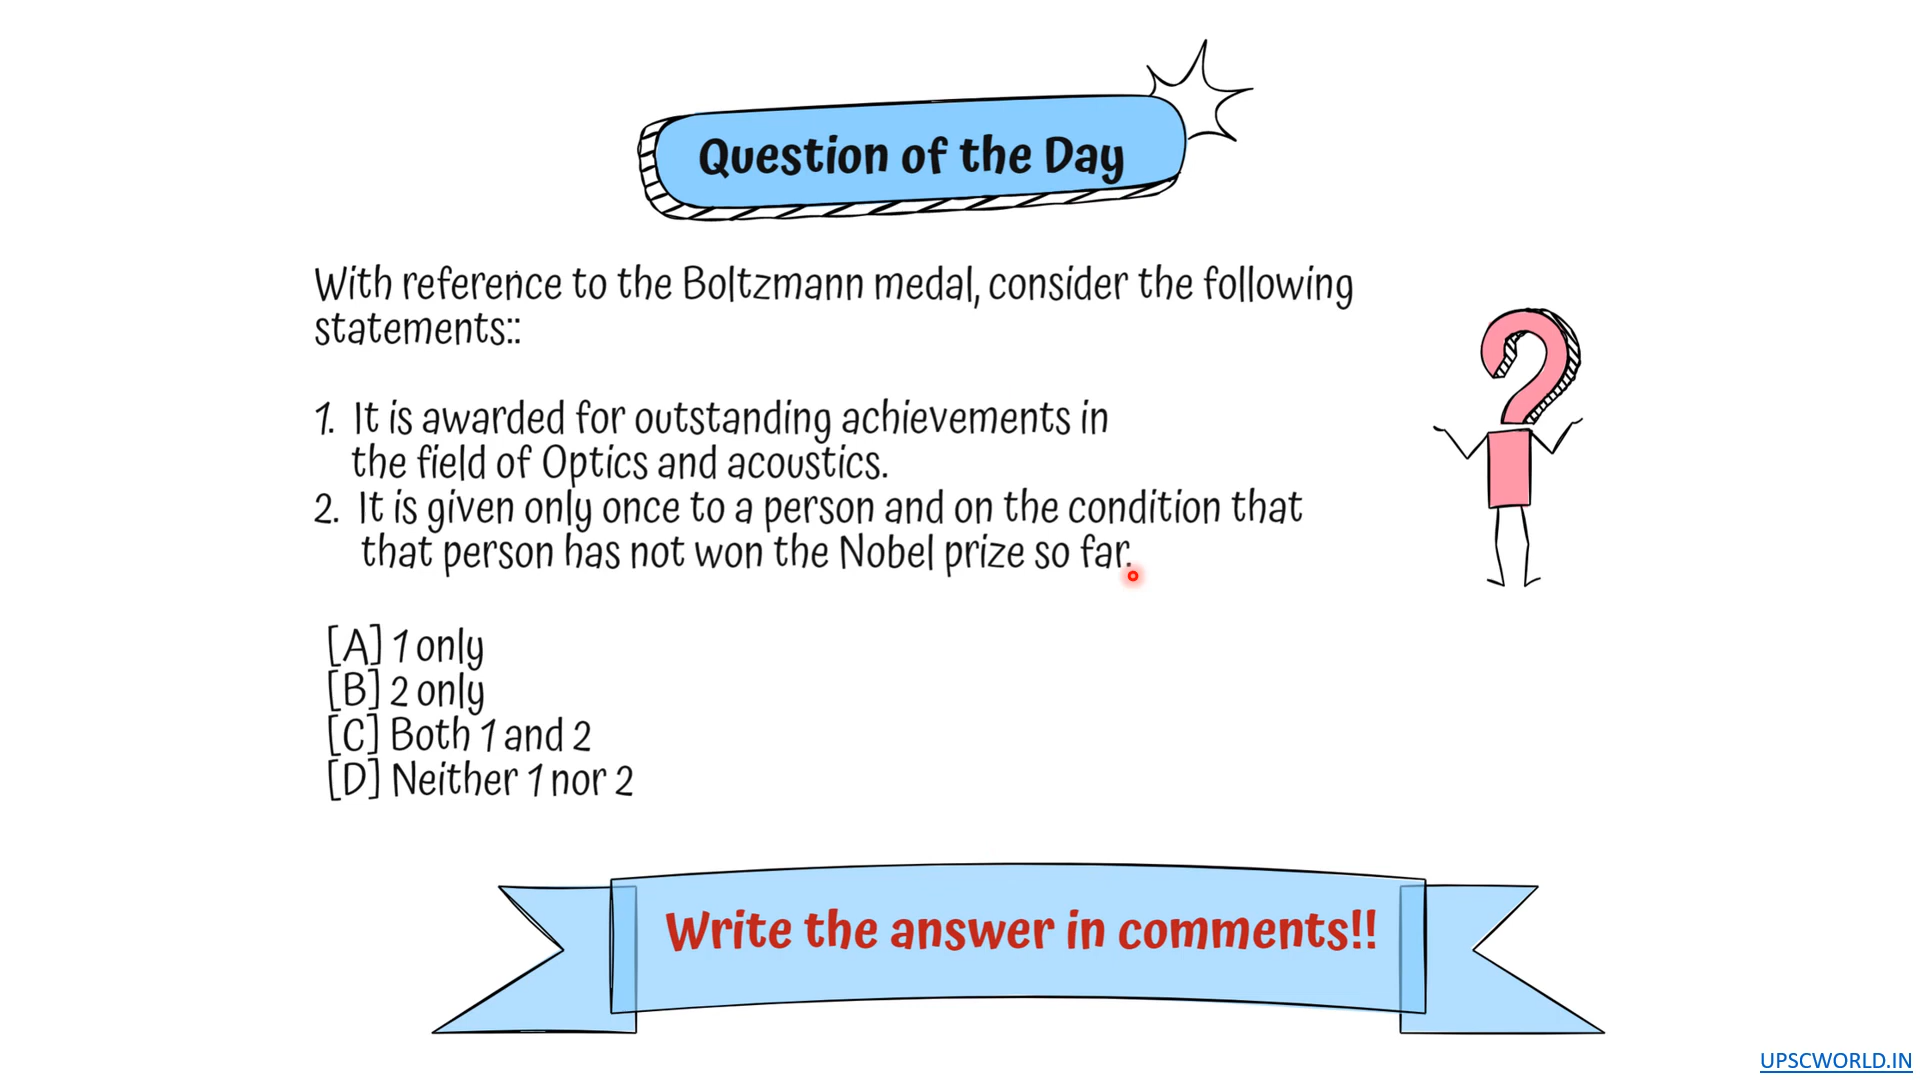 Question of the Day
With reference to the Boltzmann medal, consider the following
statements::
1. It is awarded for outstanding achievements in
the field of Optics and acoustics.
2. It is given only once to a person and on the condition that
that person has not won the Nobel prize so far.
[A] 1 only
[B] 2 only
[C] Both 1 and 2
[D] Neither 1 nor 2
Write the answer in comments!!
UPSCWORLD.IN